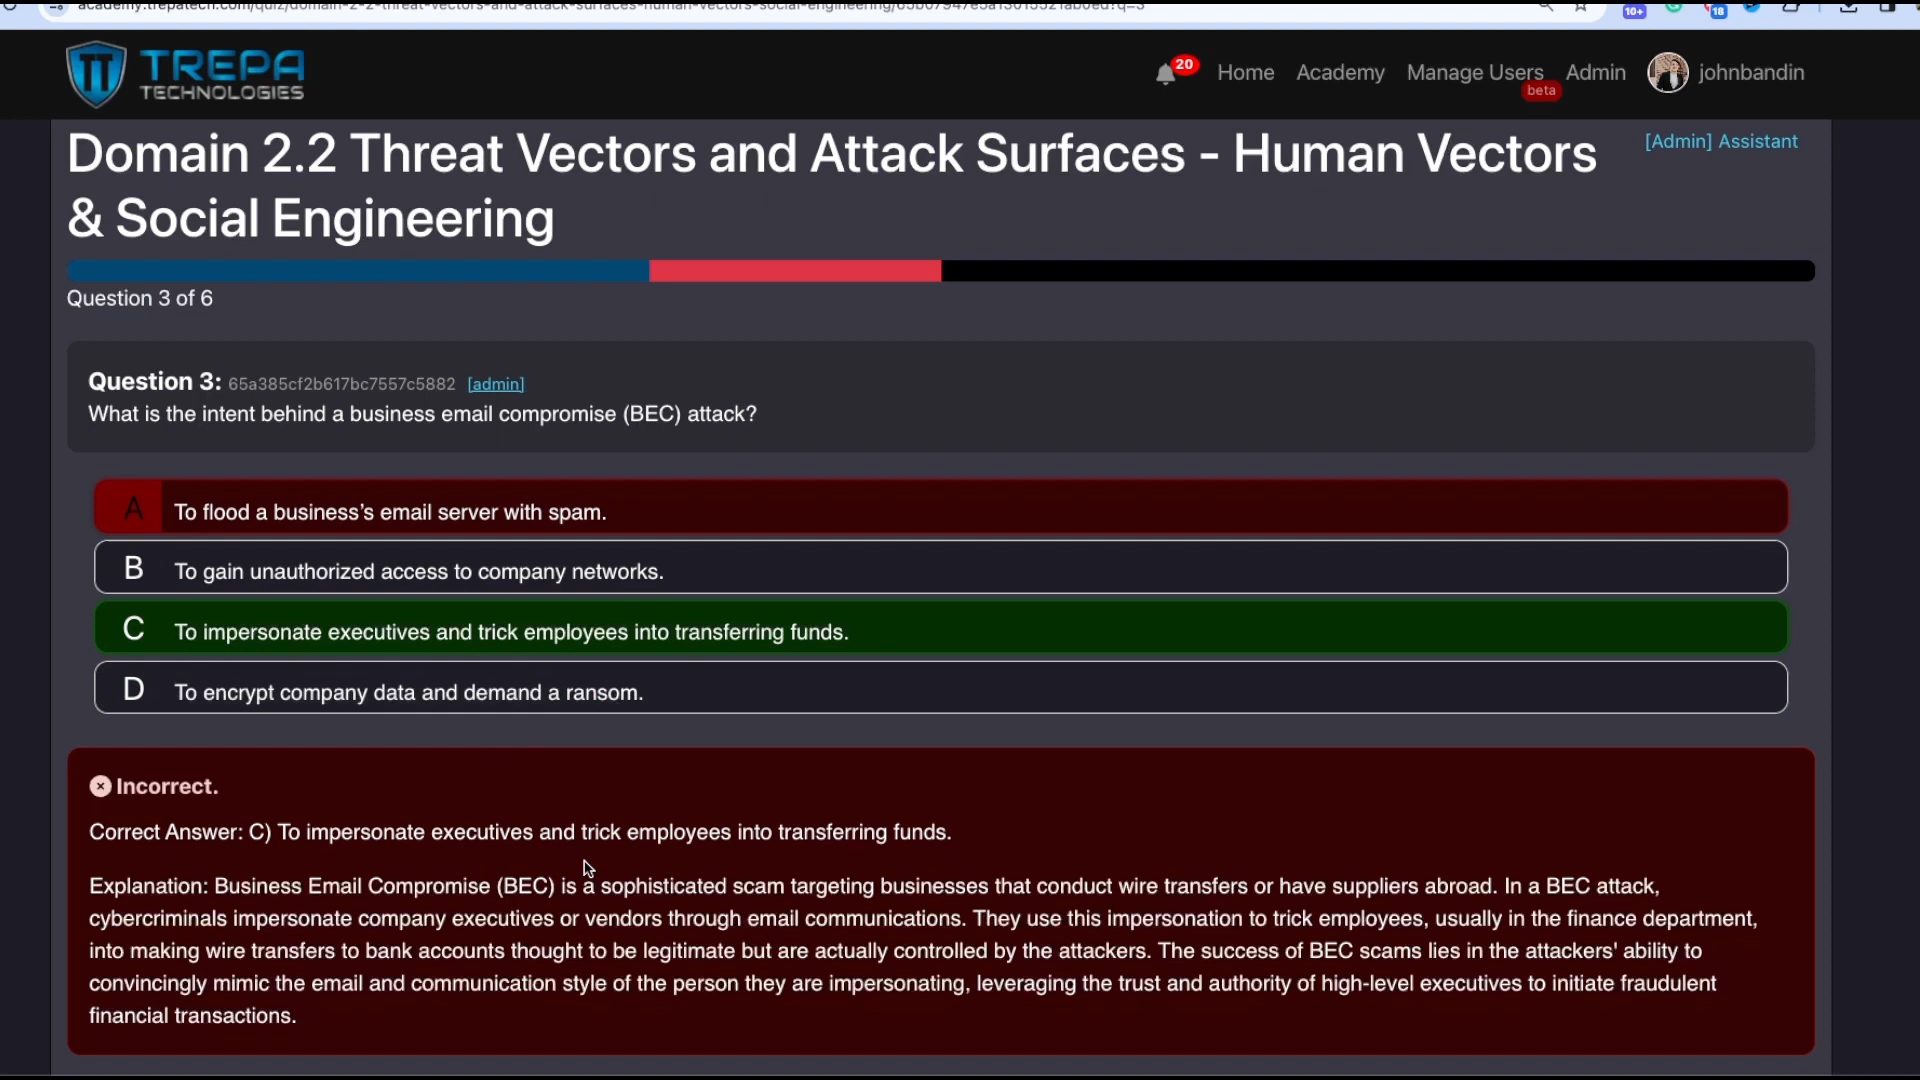 TREPA
TECHNOLOGIES
20
Home
Academy
Manage Users
beta
Admin
johnbandin
10+
18
Domain 2.2 Threat Vectors and Attack Surfaces - Human Vectors
& Social Engineering
[Admin] Assistant
Question 3 of 6
Question 3: 65a385cf2b617bc7557c5882 [admin]
What is the intent behind a business email compromise (BEC) attack?
A To flood a business’s email server with spam.
B To gain unauthorized access to company networks.
C To impersonate executives and trick employees into transferring funds.
D To encrypt company data and demand a ransom.
Incorrect.
Correct Answer: C) To impersonate executives and trick employees into transferring funds.
Explanation: Business Email Compromise (BEC) is a sophisticated scam targeting businesses that conduct wire transfers or have suppliers abroad. In a BEC attack,
cybercriminals impersonate company executives or vendors through email communications. They use this impersonation to trick employees, usually in the finance department,
into making wire transfers to bank accounts thought to be legitimate but are actually controlled by the attackers. The success of BEC scams lies in the attackers' ability to
convincingly mimic the email and communication style of the person they are impersonating, leveraging the trust and authority of high-level executives to initiate fraudulent
financial transactions.